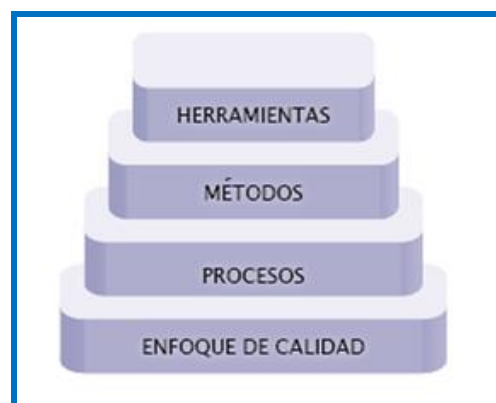 HERRAMIENTAS
MÉTODOS
PROCESOS
ENFOQUE DE CALIDAD